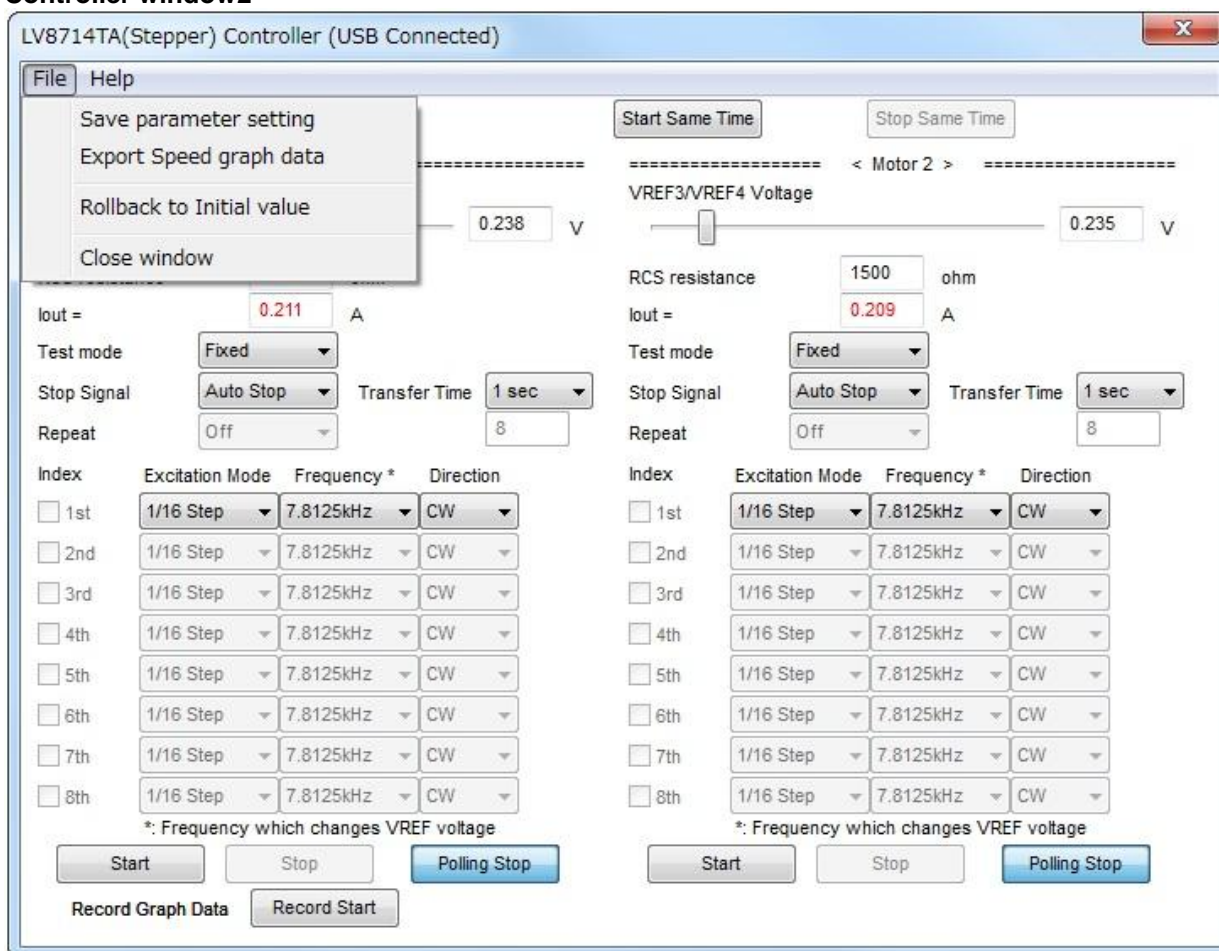 Controller window2
LV8714TA(Stepper) Controller (USB Connected)
File Help
Save parameter setting
Export Speed graph data
Rollback to Initial value
Close window
Start Same Time Stop Same Time
================ =================== < Motor 2 > ===================
VREF3/VREF4 Voltage
0.238 V 0.235 V
RCS resistance 1500 ohm
Iout = 0.211 A Iout = 0.209 A
Test mode Fixed Test mode Fixed
Stop Signal Auto Stop Transfer Time 1 sec Stop Signal Auto Stop Transfer Time 1 sec
Repeat Off 8 Repeat Off 8
Index Excitation Mode Frequency * Direction Index Excitation Mode Frequency * Direction
1st 1/16 Step 7.8125kHz CW 1st 1/16 Step 7.8125kHz CW
2nd 1/16 Step 7.8125kHz CW 2nd 1/16 Step 7.8125kHz CW
3rd 1/16 Step 7.8125kHz CW 3rd 1/16 Step 7.8125kHz CW
4th 1/16 Step 7.8125kHz CW 4th 1/16 Step 7.8125kHz CW
5th 1/16 Step 7.8125kHz CW 5th 1/16 Step 7.8125kHz CW
6th 1/16 Step 7.8125kHz CW 6th 1/16 Step 7.8125kHz CW
7th 1/16 Step 7.8125kHz CW 7th 1/16 Step 7.8125kHz CW
8th 1/16 Step 7.8125kHz CW 8th 1/16 Step 7.8125kHz CW
*: Frequency which changes VREF voltage *: Frequency which changes VREF voltage
Start Stop Polling Stop Start Stop Polling Stop
Record Graph Data Record Start